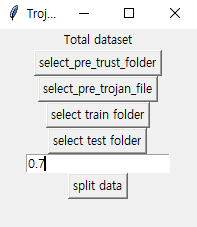 Troj...
Total dataset
select_pre_trust_folder
select_pre_trojan_file
select train folder
select test folder
0.7
split data